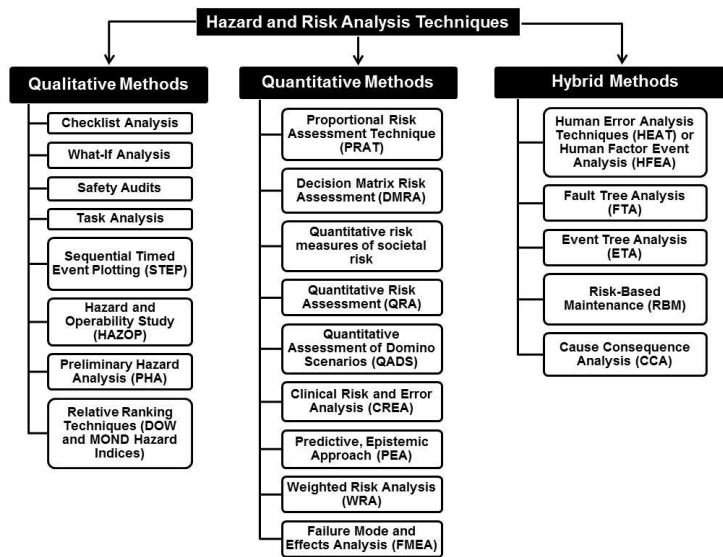 Hazard and Risk Analysis Techniques
Qualitative Methods
Checklist Analysis
What-If Analysis
Safety Audits
Task Analysis
Sequential Timed
Event Plotting (STEP)
Hazard and
Operability Study
(HAZOP)
Preliminary Hazard
Analysis (PHA)
Relative Ranking
Techniques (DOW
and MOND Hazard
Indices)
Quantitative Methods
Proportional Risk
Assessment Technique
(PRAT)
Decision Matrix Risk
Assessment (DMRA)
Quantitative risk
measures of societal
risk
Quantitative Risk
Assessment (QRA)
Quantitative
Assessment of Domino
Scenarios (QADS)
Clinical Risk and Error
Analysis (CREA)
Predictive, Epistemic
Approach (PEA)
Weighted Risk Analysis
(WRA)
Failure Mode and
Effects Analysis (FMEA)
Hybrid Methods
Human Error Analysis
Techniques (HEAT) or
Human Factor Event
Analysis (HFEA)
Fault Tree Analysis
(FTA)
Event Tree Analysis
(ETA)
Risk-Based
Maintenance (RBM)
Cause Consequence
Analysis (CCA)